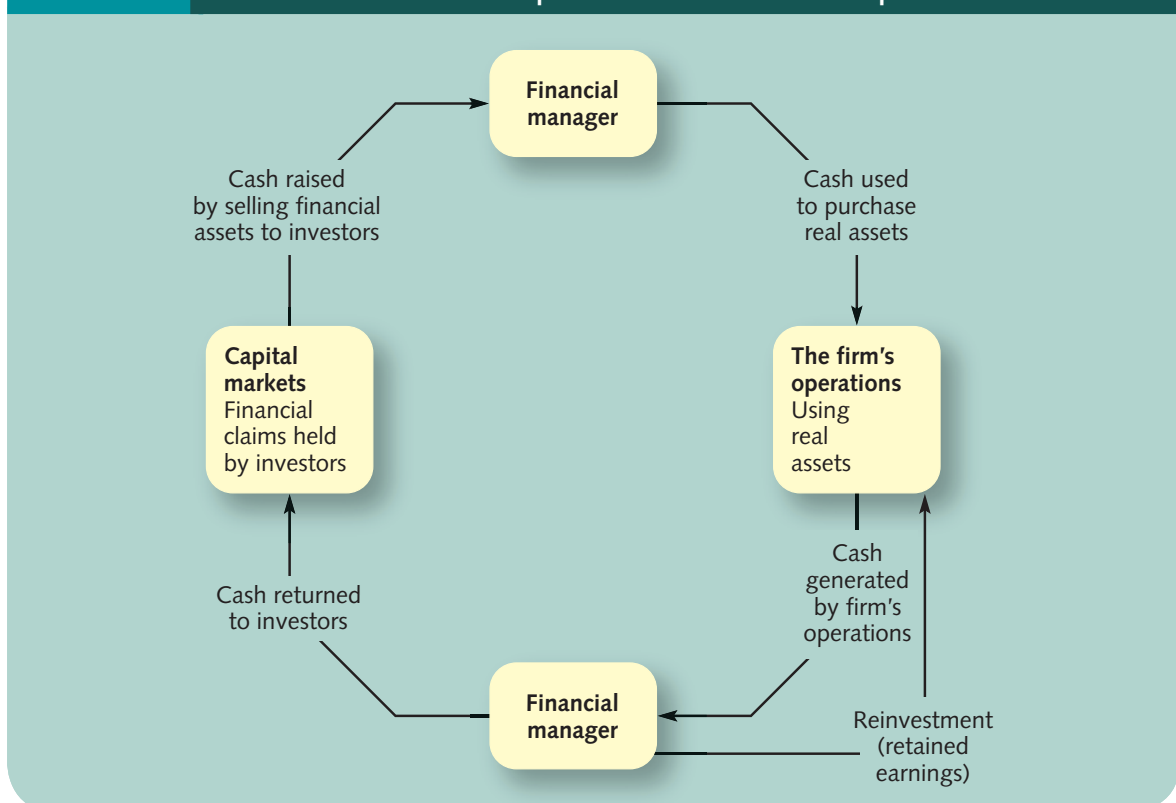 Financial
manager
Cash raised
by selling financial
assets to investors
Cash used
to purchase
real assets
Capital
markets
Financial
claims held
by investors
The firm's
operations
Using
real
assets
Cash returned
to investors
Cash
generated
by firm's
operations
Financial
manager
Reinvestment
(retained
earnings)